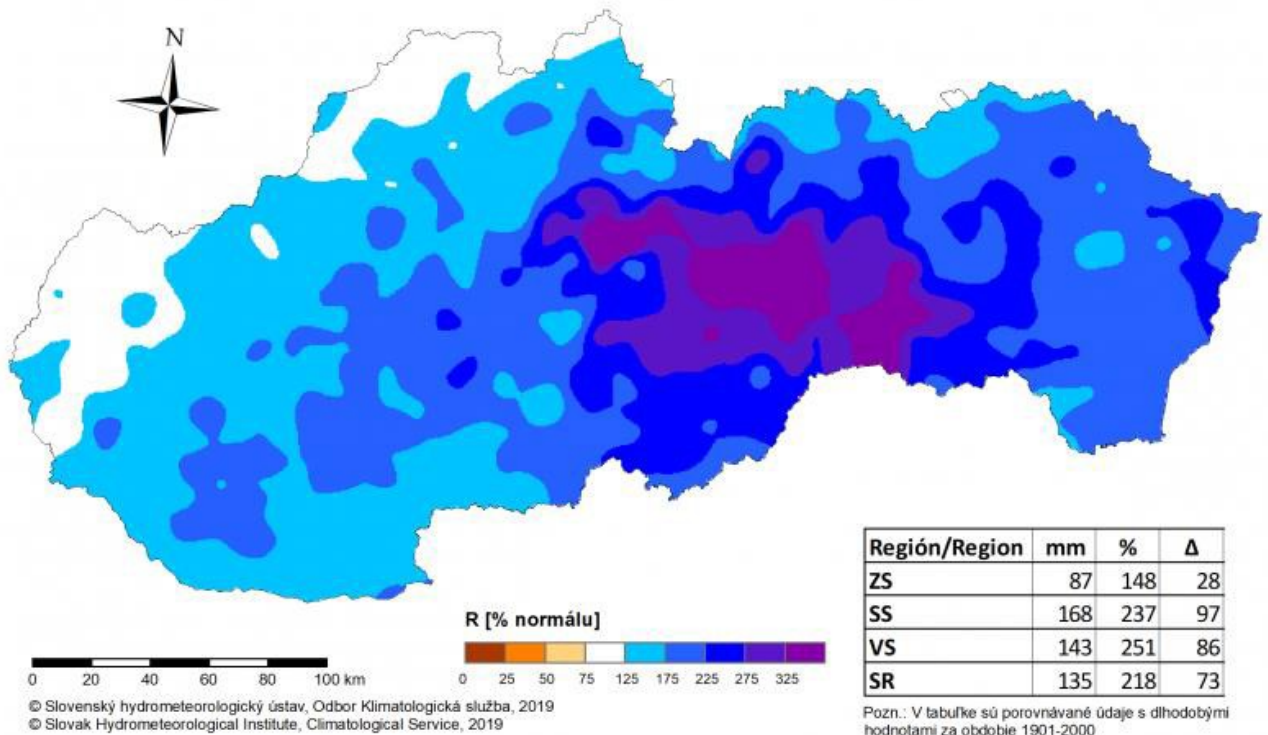 N
R [% normálu]
0 25 50 75 125 175 225 275 325
0 20 40 60 80 100 km
© Slovenský hydrometeorologický ústav, Odbor Klimatologická služba, 2019
© Slovak Hydrometeorological Institute, Climatological Service, 2019
Región/Region mm % Δ
ZS 87 148 28
SS 168 237 97
VS 143 251 86
SR 135 218 73
Pozn.: V tabuľke sú porovnávané údaje s dlhodobými
hodnotami za obdobie 1901-2000